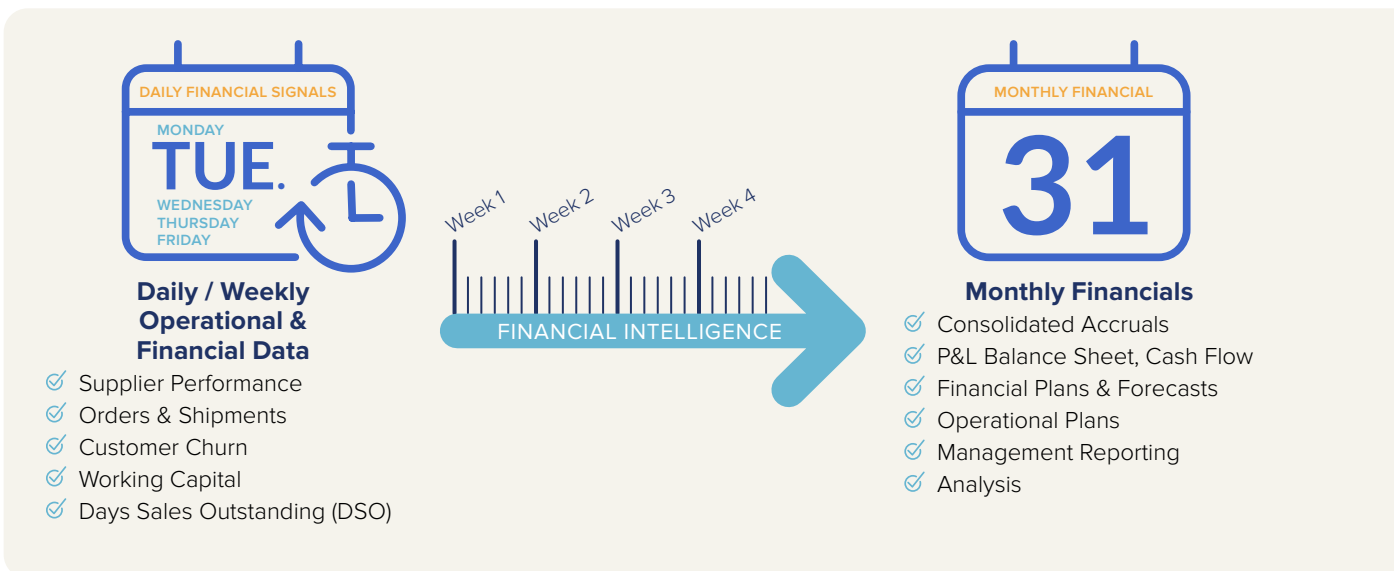 DAILY FINANCIAL SIGNALS
MONDAY
TUE.
WEDNESDAY
THURSDAY
FRIDAY
Daily / Weekly
Operational &
Financial Data
Supplier Performance
Orders & Shipments
Customer Churn
Working Capital
Days Sales Outstanding (DSO)
Week 1
Week 2
Week 3
Week 4
FINANCIAL INTELLIGENCE
MONTHLY FINANCIAL
31
Monthly Financials
Consolidated Accruals
P&L Balance Sheet, Cash Flow
Financial Plans & Forecasts
Operational Plans
Management Reporting
Analysis